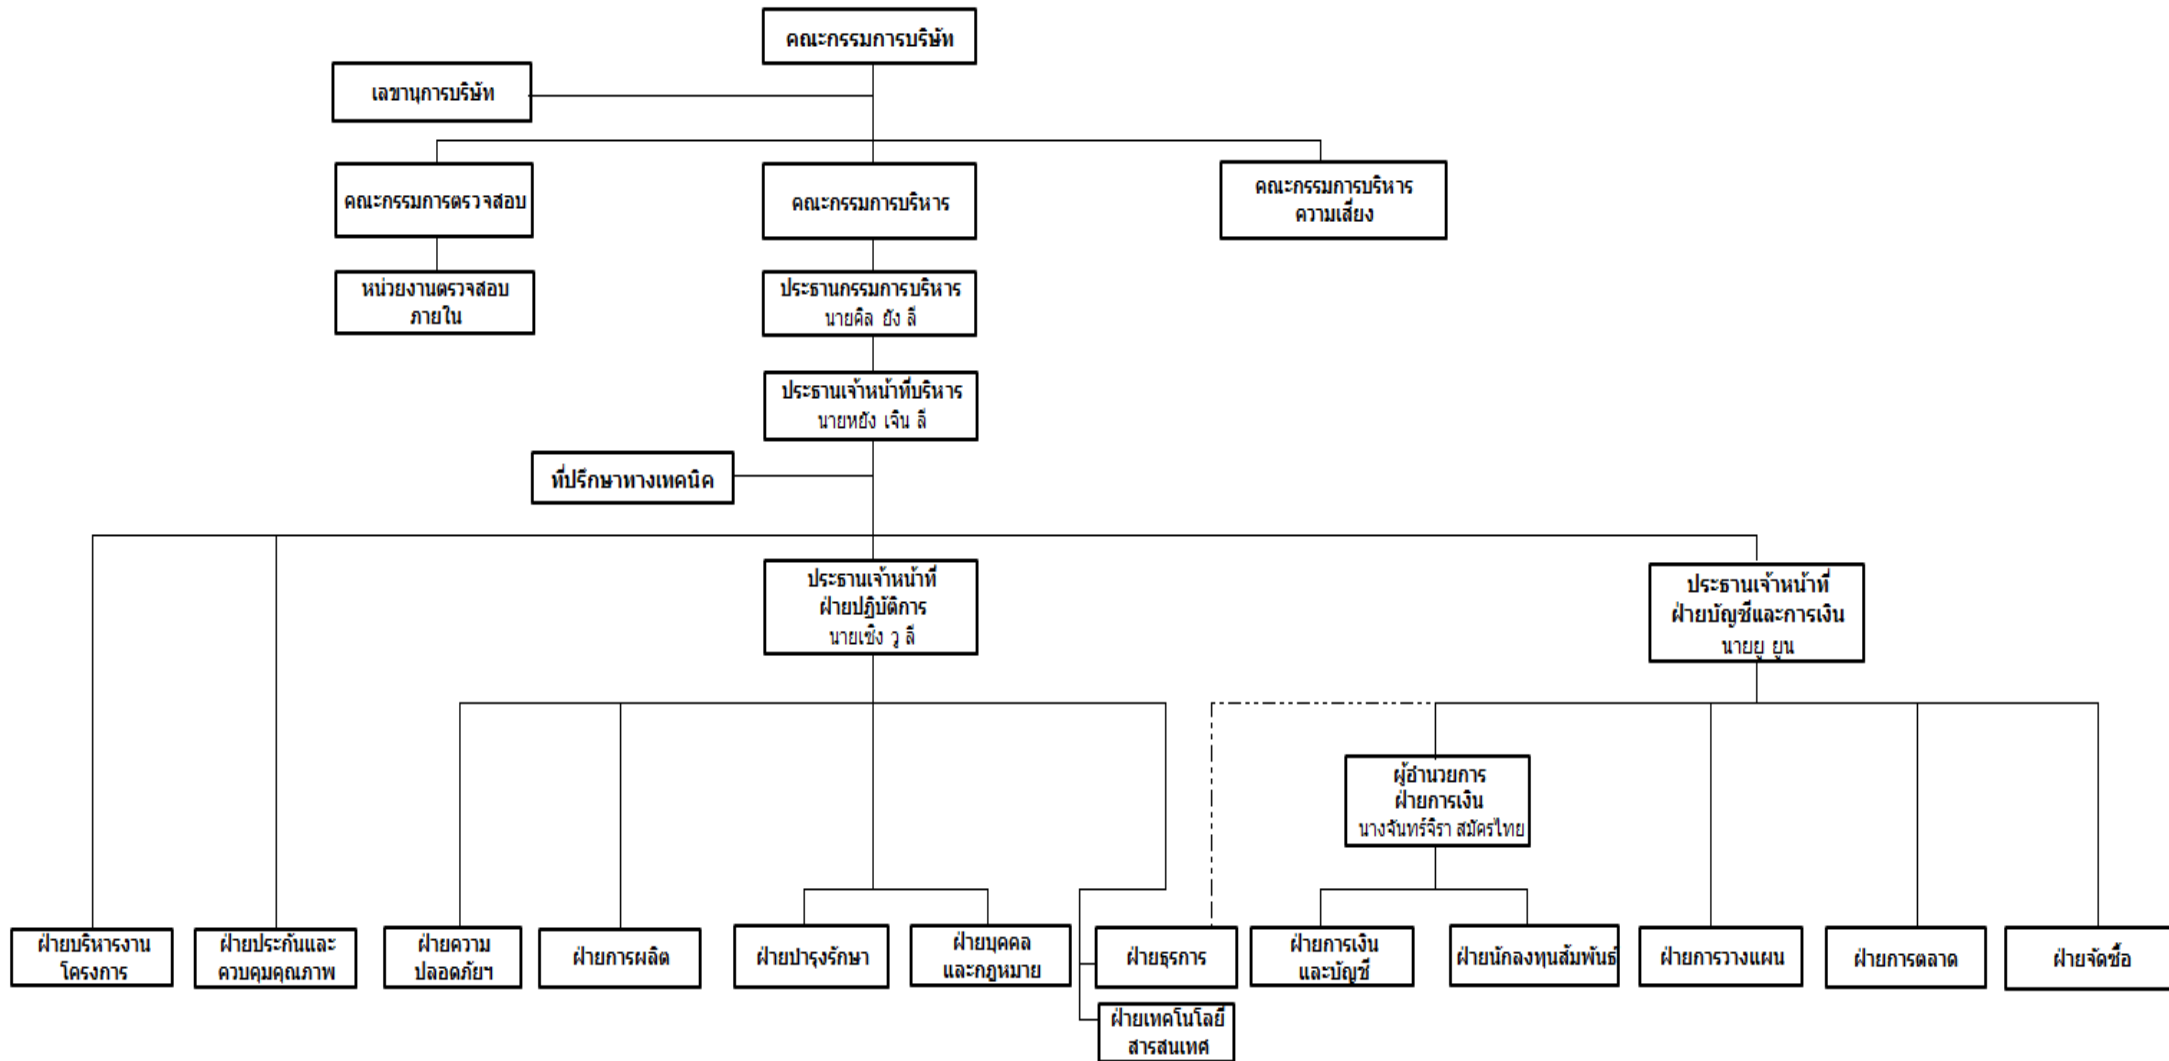 คณะกรรมการบริษัท
เลขานุการบริษัท
คณะกรรมการตรวจสอบ
คณะกรรมการบริหาร
คณะกรรมการบริหาร
ความเสี่ยง
หน่วยงานตรวจสอบ
ภายใน
ประธานกรรมการบริหาร
นายคิล ยัง ลี
ประธานเจ้าหน้าที่บริหาร
นายหยัง เจิน ลี
ที่ปรึกษาทางเทคนิค
ประธานเจ้าหน้าที่
ฝ่ายปฏิบัติการ
นายเซิง วู ลี
ประธานเจ้าหน้าที่
ฝ่ายบัญชีและการเงิน
นายยู ยูน
ผู้อำนวยการ
ฝ่ายการเงิน
นางจันทร์จิรา สมัครไทย
ฝ่ายบริหารงาน
โครงการ
ฝ่ายประกันและ
ควบคุมคุณภาพ
ฝ่ายความ
ปลอดภัยฯ
ฝ่ายการผลิต
ฝ่ายบำรุงรักษา
ฝ่ายบุคคล
และกฎหมาย
ฝ่ายธุรการ
ฝ่ายการเงิน
และบัญชี
ฝ่ายนักลงทุนสัมพันธ์
ฝ่ายการวางแผน
ฝ่ายการตลาด
ฝ่ายจัดซื้อ
ฝ่ายเทคโนโลยี
สารสนเทศ